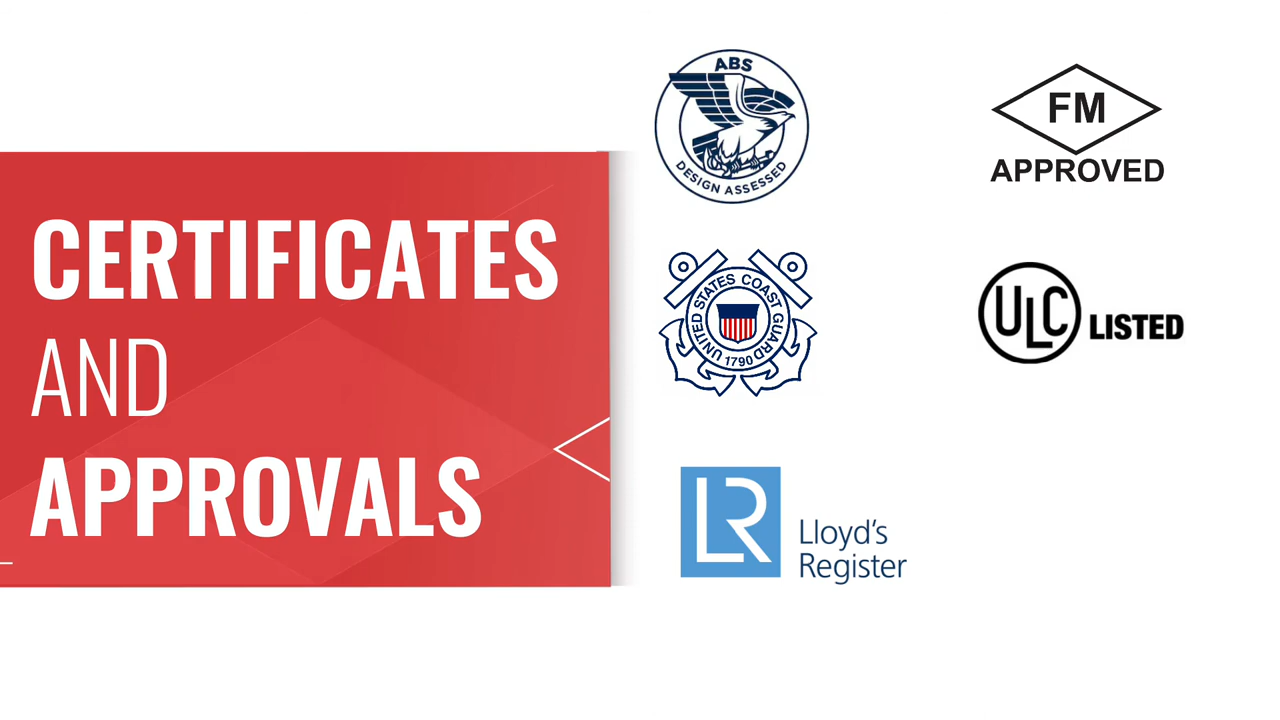 CERTIFICATES
AND
APPROVALS
ABS
DESIGN ASSESSED
FM
APPROVED
UNITED STATES COAST GUARD
1790
ULC LISTED
LR
Lloyd's
Register